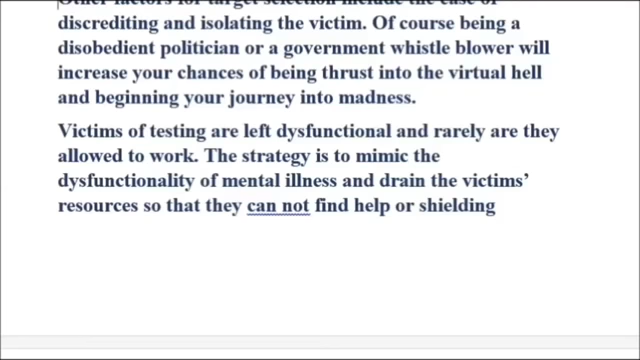 Other factors for target selection include the ease of
discrediting and isolating the victim. Of course being a
disobedient politician or a government whistle blower will
increase your chances of being thrust into the virtual hell
and beginning your journey into madness.
Victims of testing are left dysfunctional and rarely are they
allowed to work. The strategy is to mimic the
dysfunctionality of mental illness and drain the victims’
resources so that they can not find help or shielding